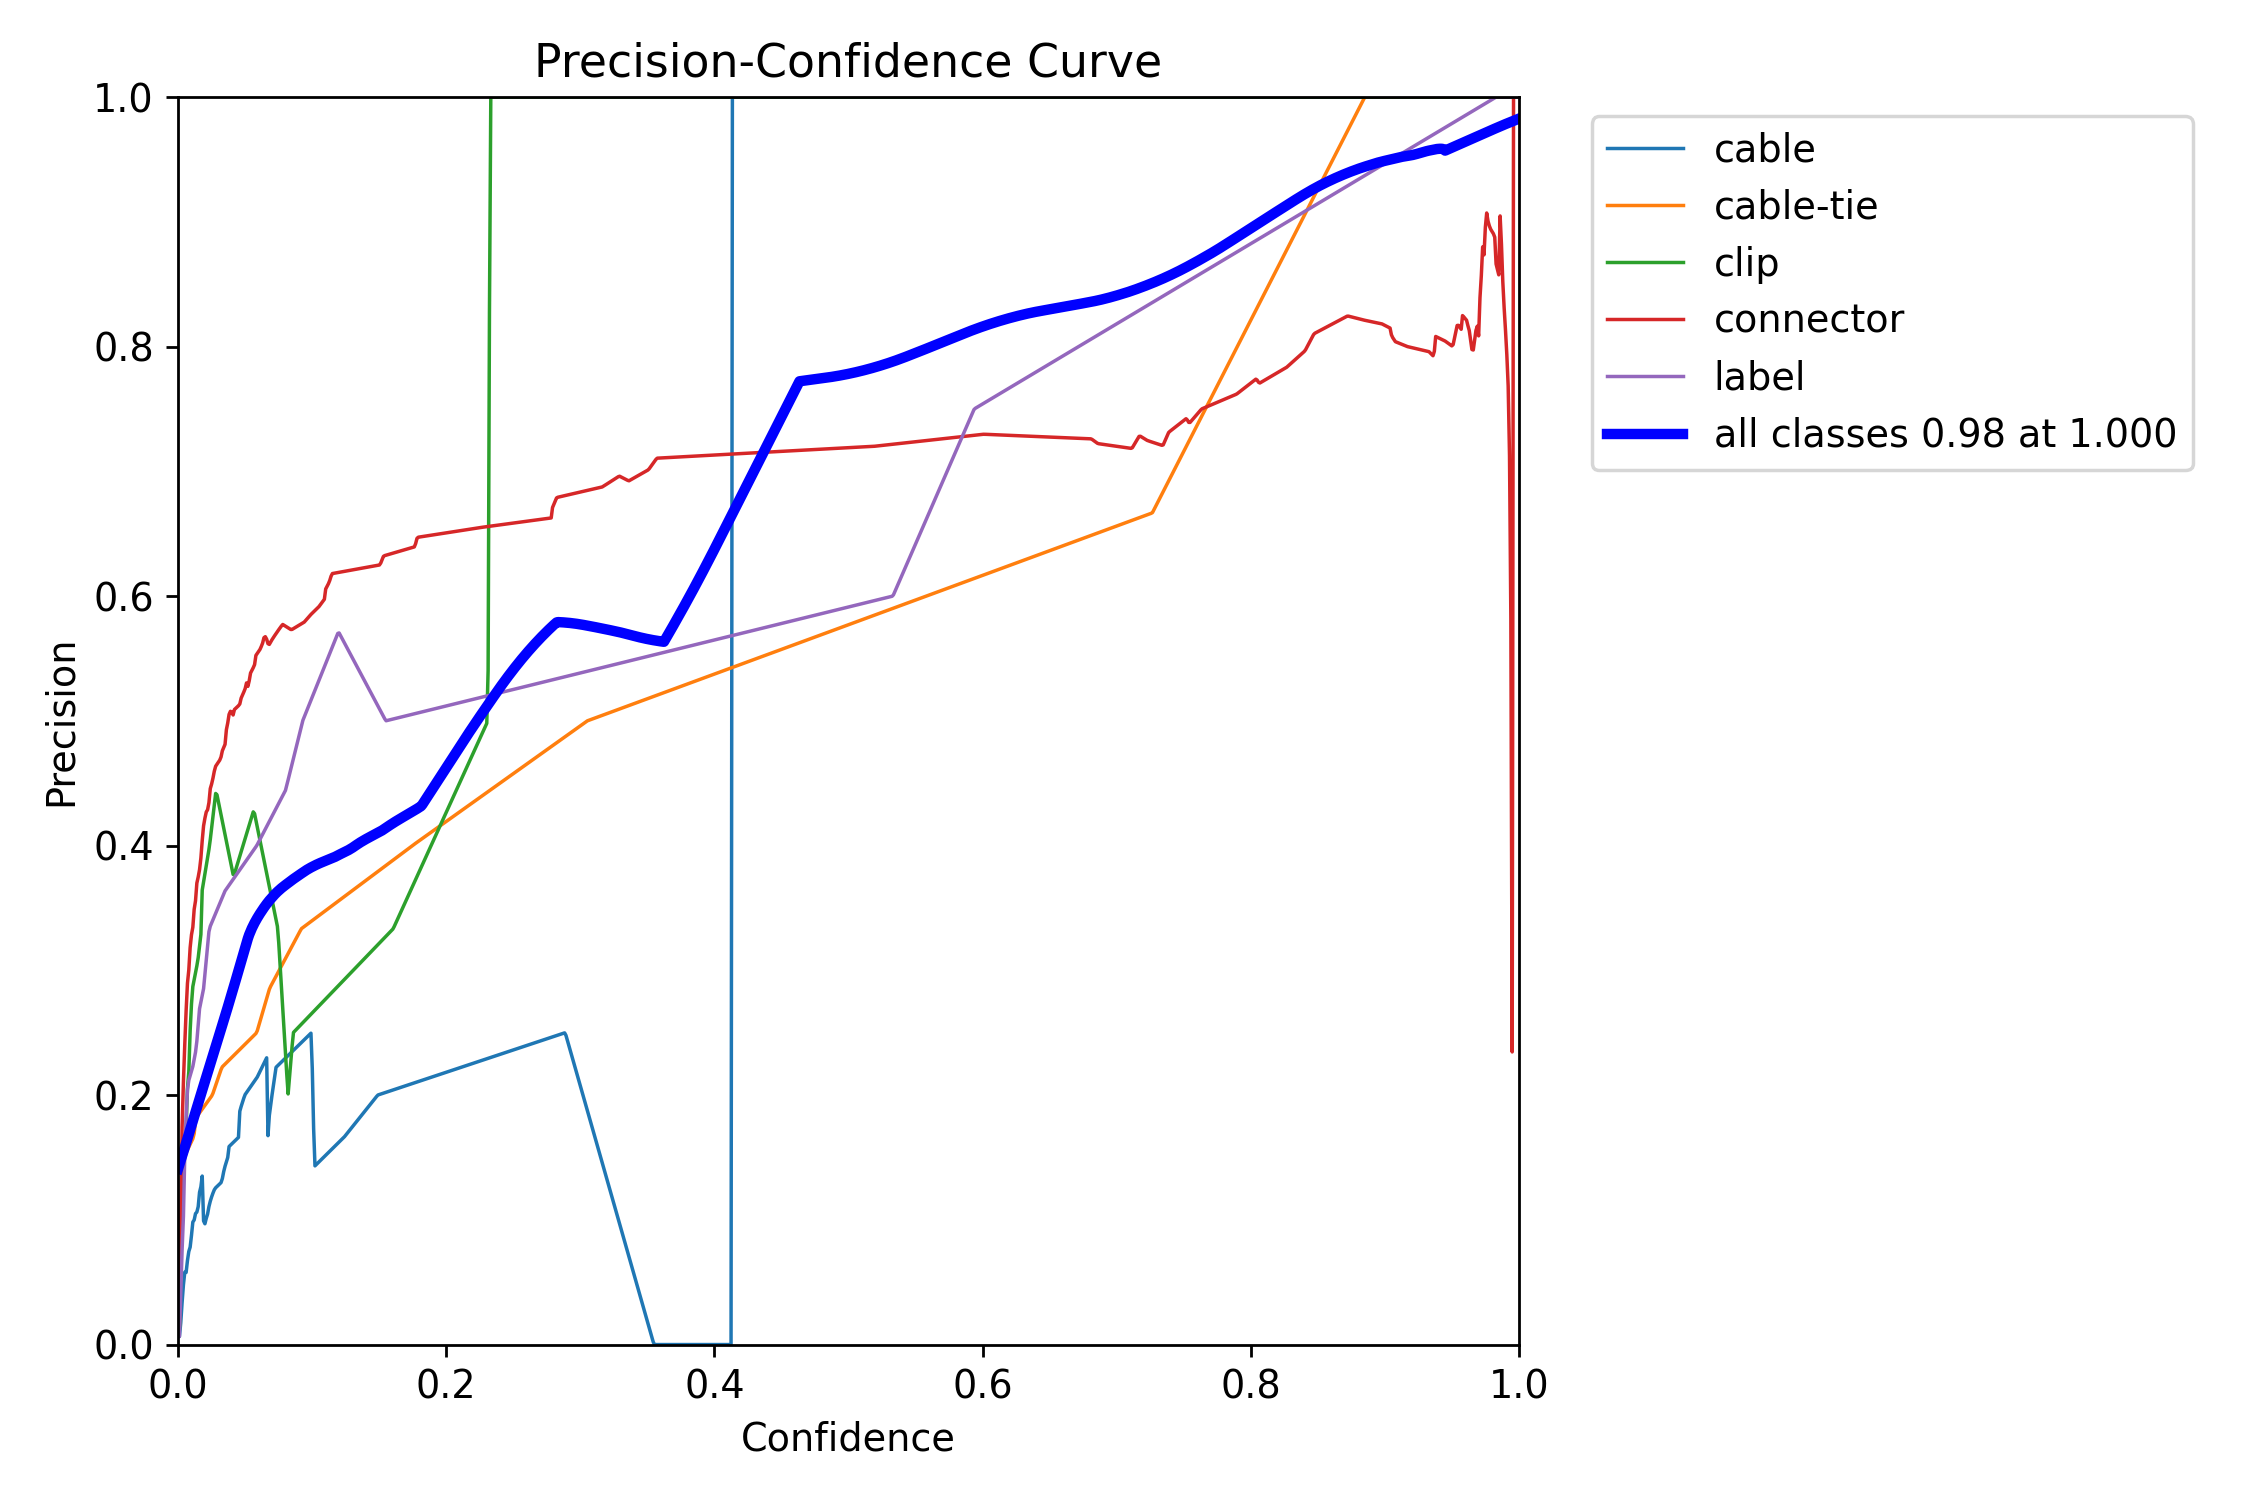 Precision-Confidence Curve
1.0
0.8
0.6
0.4
0.2
0.0
Precision
0.0 0.2 0.4 0.6 0.8 1.0
Confidence
cable
cable-tie
clip
connector
label
all classes 0.98 at 1.000